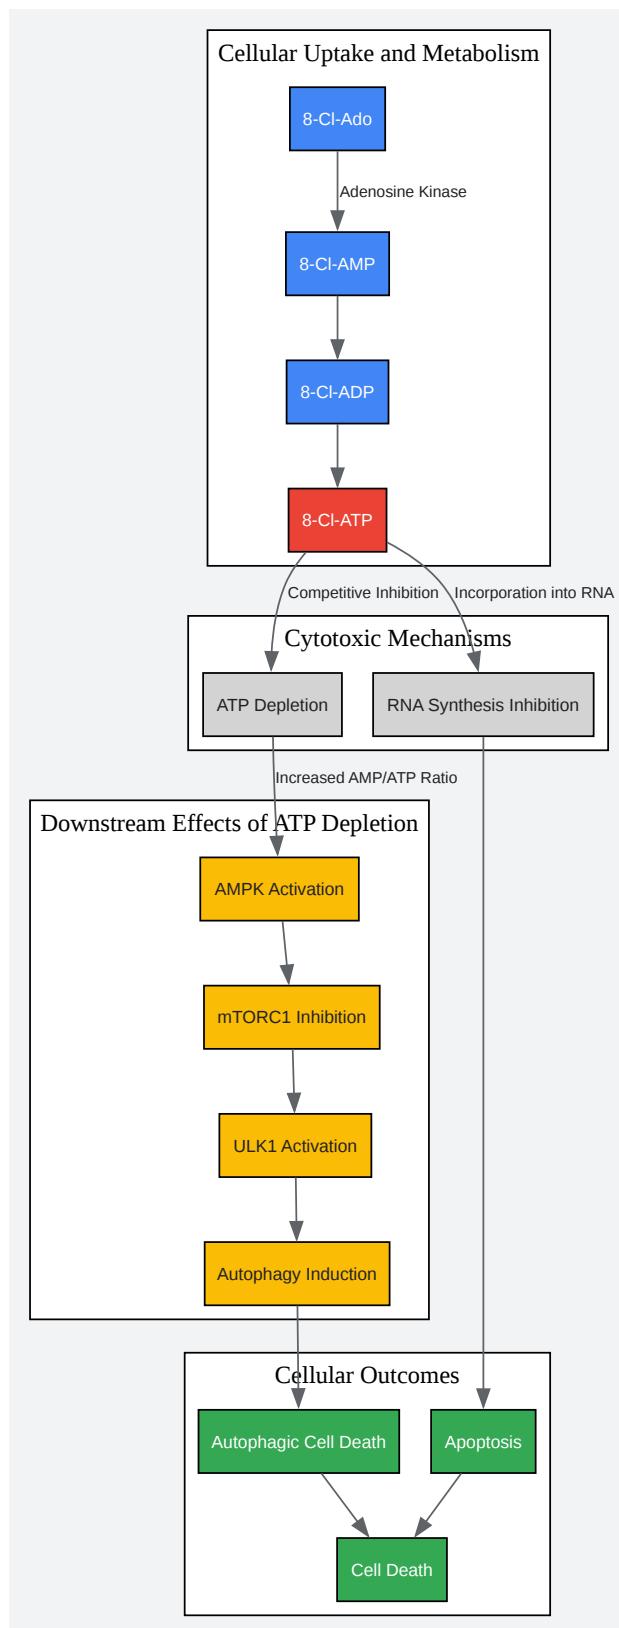 Cellular Uptake and Metabolism
8-Cl-Ado
Adenosine Kinase
8-Cl-AMP
8-Cl-ADP
8-Cl-ATP
Competitive Inhibition
Incorporation into RNA
Cytotoxic Mechanisms
ATP Depletion
RNA Synthesis Inhibition
Increased AMP/ATP Ratio
Downstream Effects of ATP Depletion
AMPK Activation
mTORC1 Inhibition
ULK1 Activation
Autophagy Induction
Cellular Outcomes
Autophagic Cell Death
Apoptosis
Cell Death